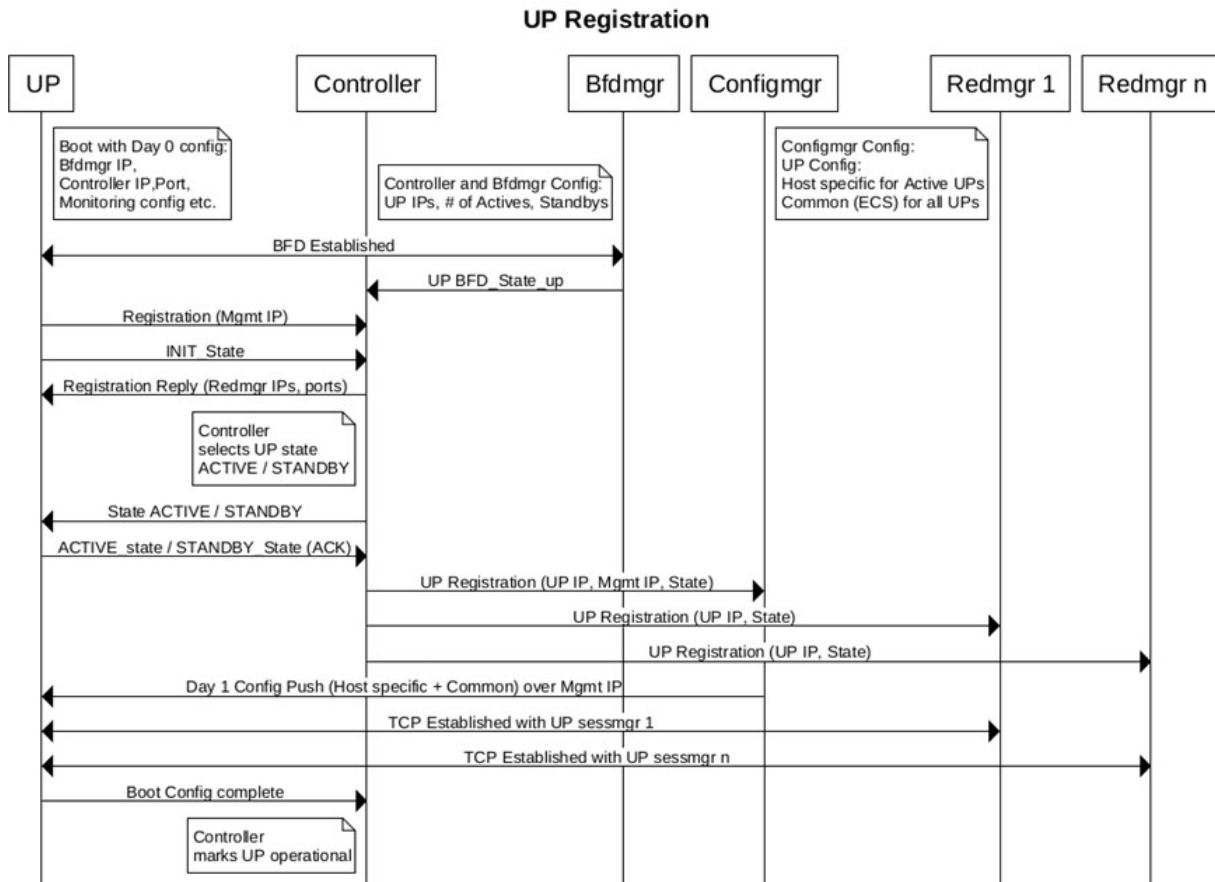 UP Registration
UP
Controller
Bfdmgr
Configmgr
Redmgr 1
Redmgr n
Boot with Day 0 config:
Bfdmgr IP,
Controller IP,Port,
Monitoring config etc.
Controller and Bfdmgr Config:
UP IPs, # of Actives, Standbys
Configmgr Config:
UP Config:
Host specific for Active UPs
Common (ECS) for all UPs
BFD Established
UP BFD_State_up
Registration (Mgmt IP)
INIT_State
Registration Reply (Redmgr IPs, ports)
Controller
selects UP state
ACTIVE / STANDBY
State ACTIVE / STANDBY
ACTIVE_state / STANDBY_State (ACK)
UP Registration (UP IP, Mgmt IP, State)
UP Registration (UP IP, State)
UP Registration (UP IP, State)
Day 1 Config Push (Host specific + Common) over Mgmt IP
TCP Established with UP sessmgr 1
TCP Established with UP sessmgr n
Boot Config complete
Controller
marks UP operational